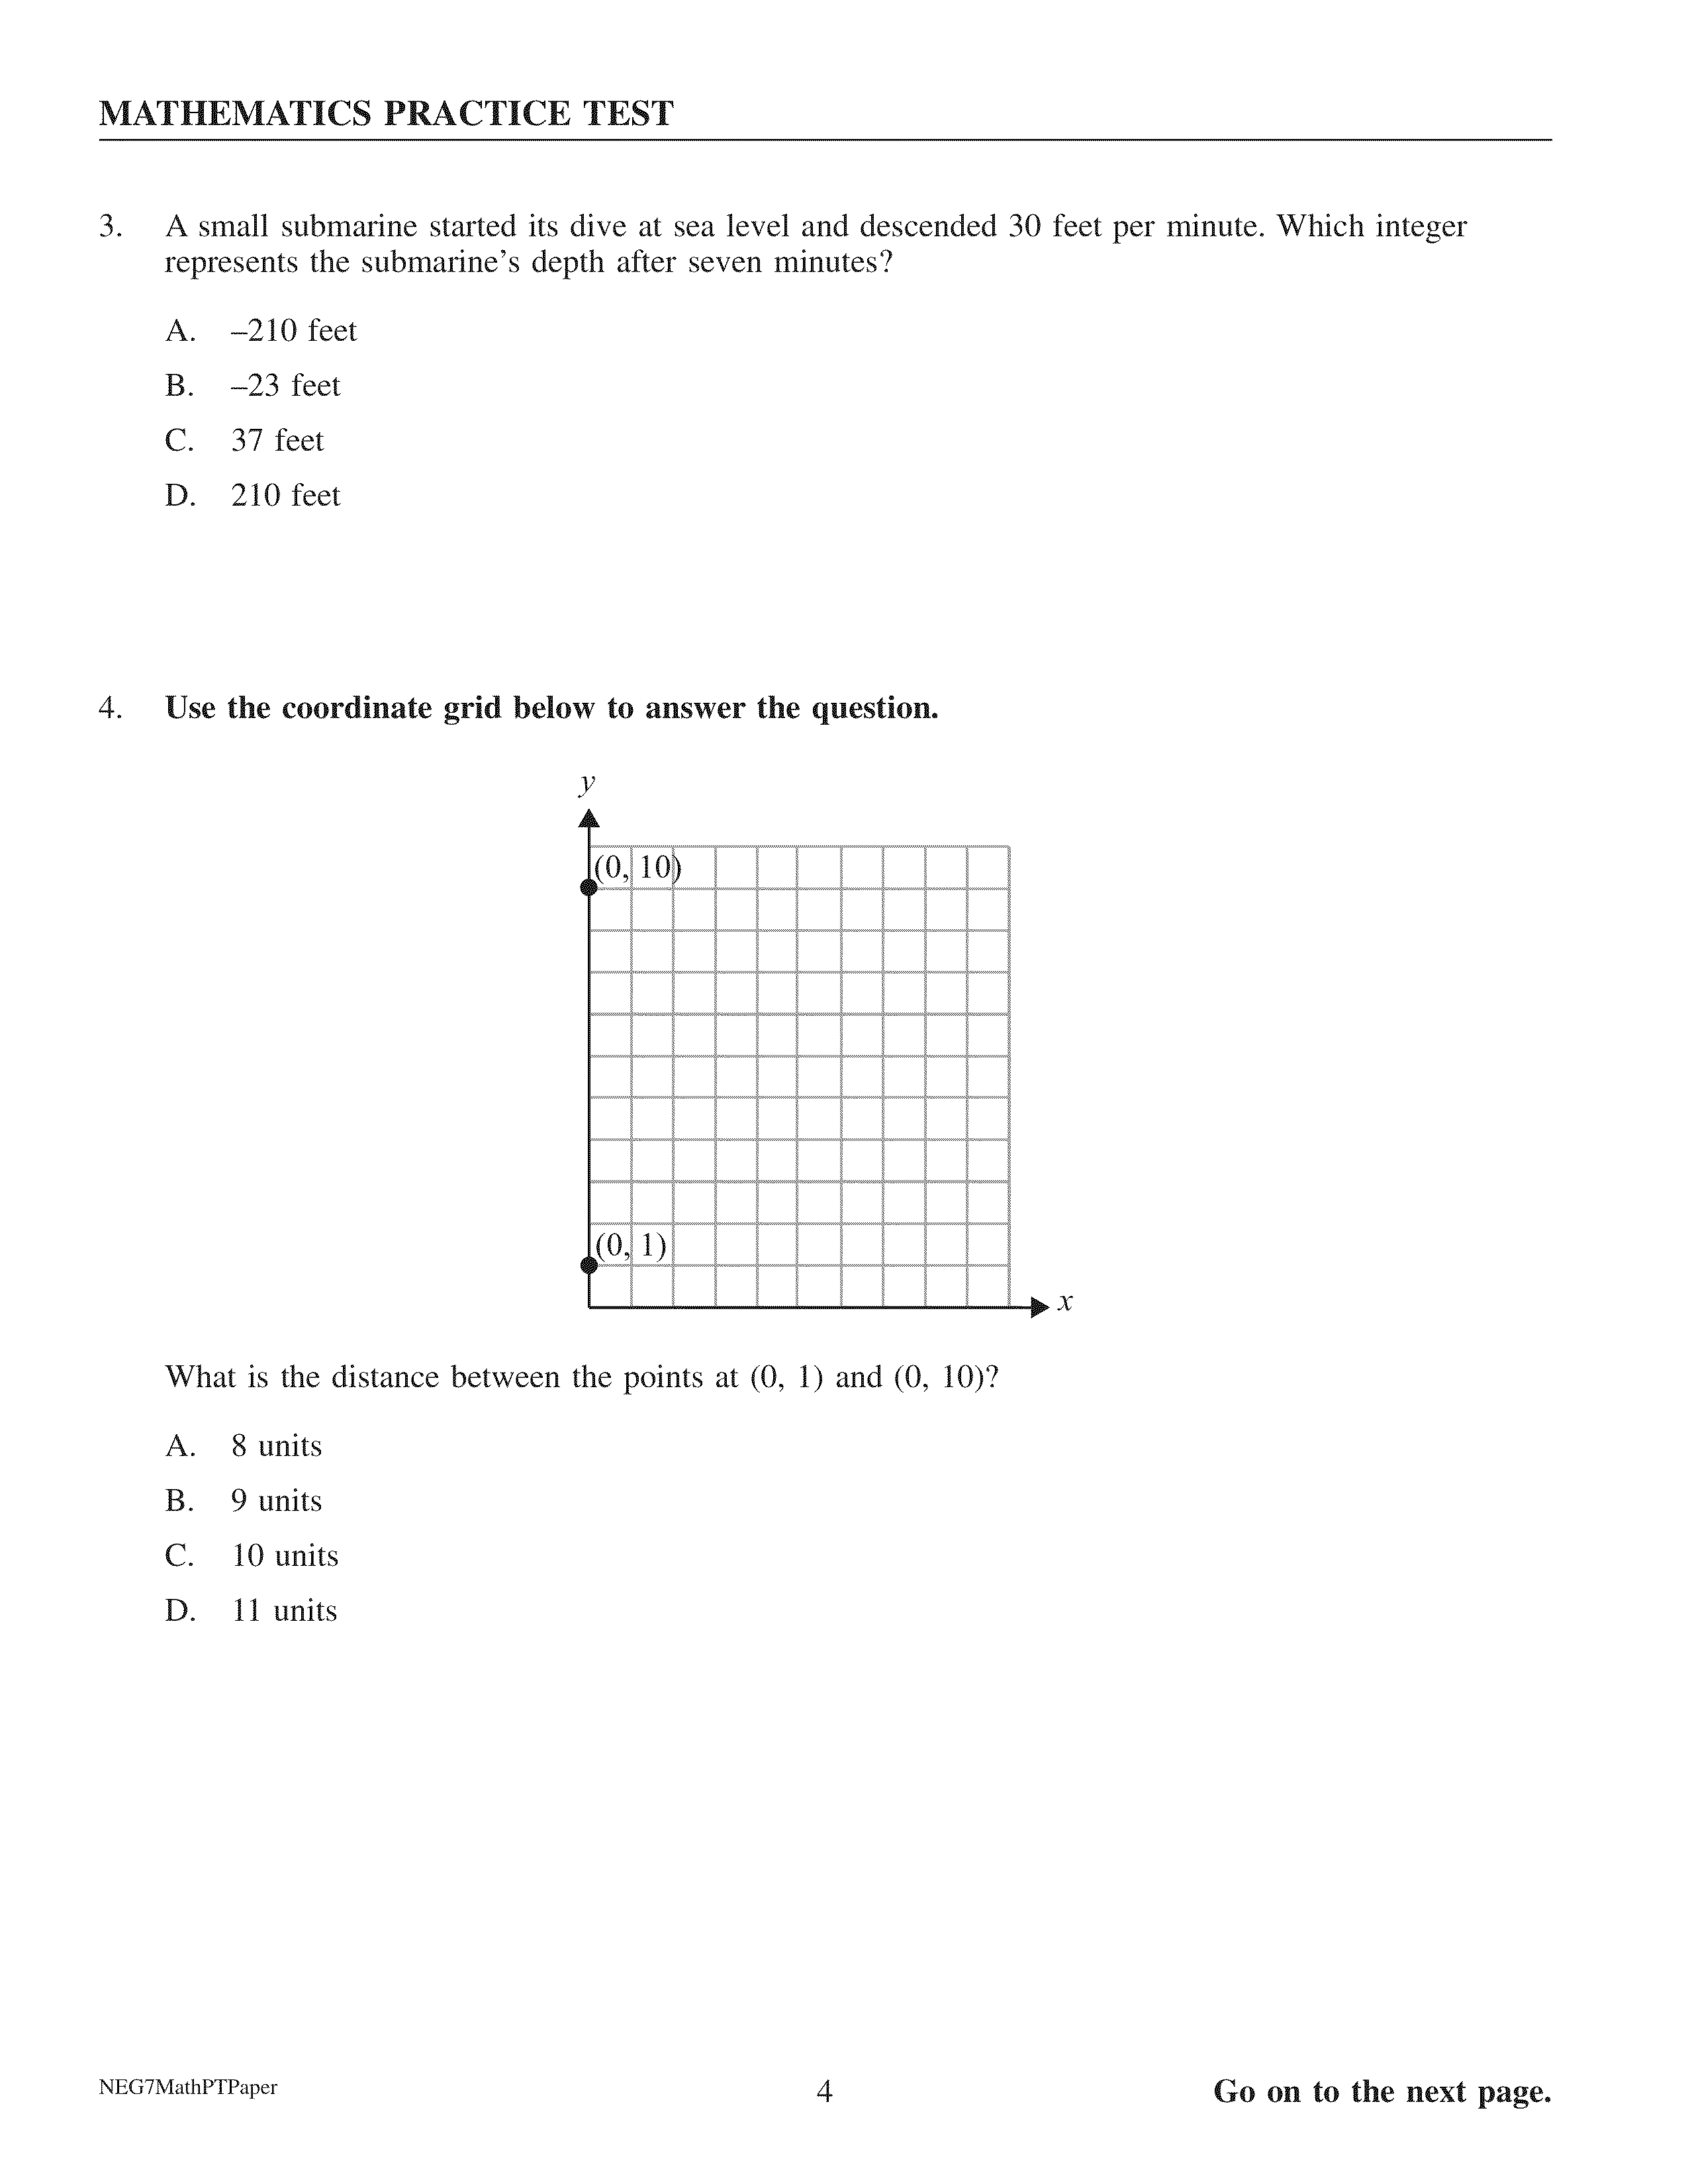 MATHEMATICS PRACTICE TEST
3. A small submarine started its dive at sea level and descended 30 feet per minute. Which integer
represents the submarine’s depth after seven minutes?
A. –210 feet
B. –23 feet
C. 37 feet
D. 210 feet
4. Use the coordinate grid below to answer the question.
y
(0, 10)
(0, 1)
x
What is the distance between the points at (0, 1) and (0, 10)?
A. 8 units
B. 9 units
C. 10 units
D. 11 units
NEG7MathPTPaper 4 Go on to the next page.